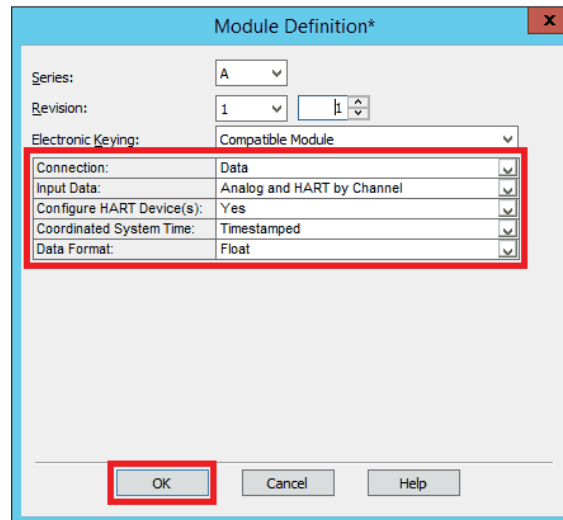 Module Definition*
x
Series: A
Revision: 1 1
Electronic Keying: Compatible Module
Connection: Data
Input Data: Analog and HART by Channel
Configure HART Device(s): Yes
Coordinated System Time: Timestamped
Data Format: Float
OK Cancel Help